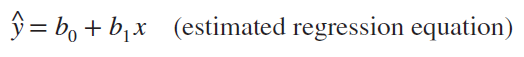 ŷ = b₀ + b₁x (estimated regression equation)